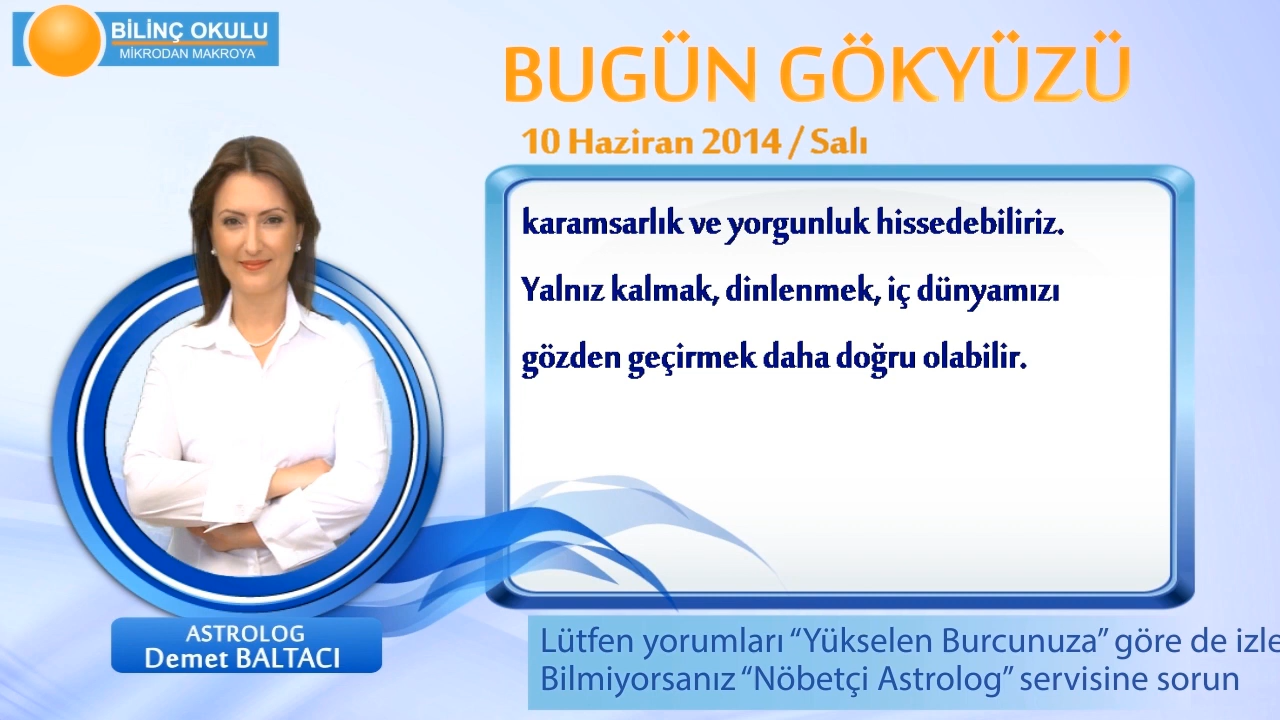 BİLİNÇ OKULU
MİKRODAN MAKROYA
BUGÜN GÖKYÜZÜ
10 Haziran 2014 / Salı
karamsarlık ve yorgunluk hissedebiliriz.
Yalnız kalmak, dinlenmek, iç dünyamızı
gözden geçirmek daha doğru olabilir.
ASTROLOG
Demet BALTACI
Lütfen yorumları “Yükselen Burcunuza” göre de izle
Bilmiyorsanız “Nöbetçi Astrolog” servisine sorun